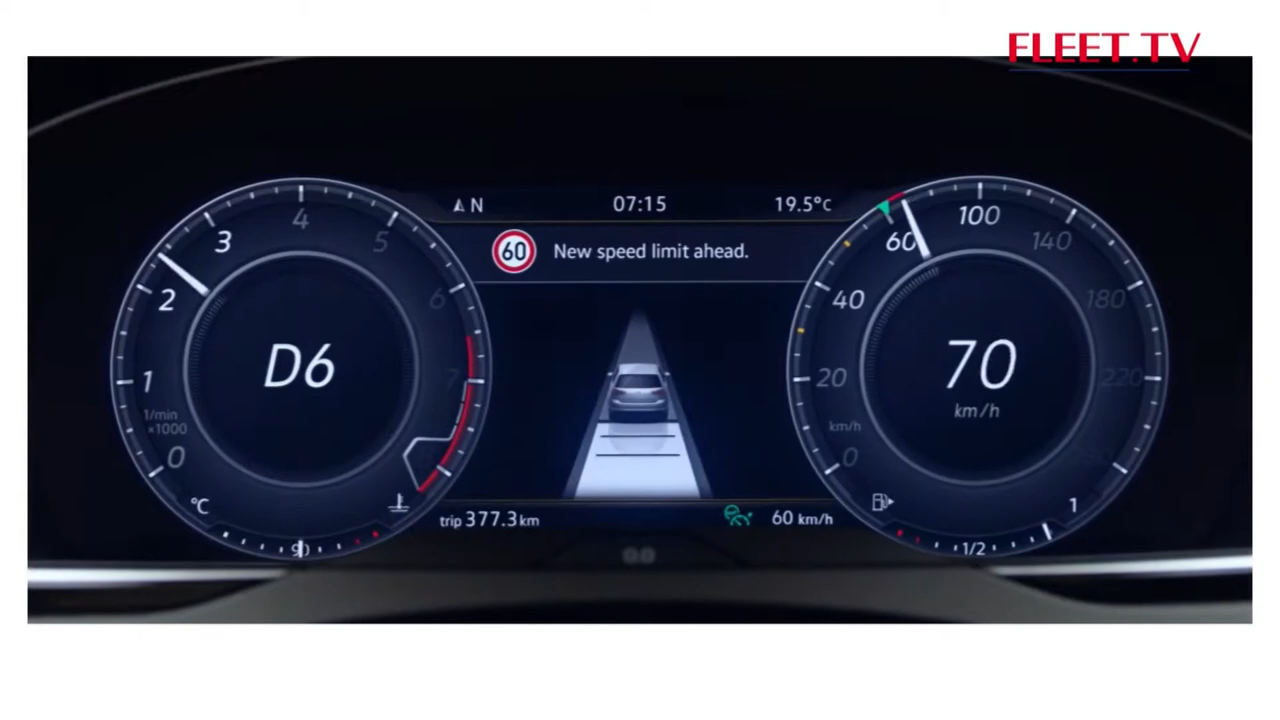 FLEET.TV
N 07:15 19.5°C
60 New speed limit ahead.
4
3
5
2
6
1
7
1/min
x1000
0
D6
°C
90
100
60
140
40
180
20
220
km/h
0
70
km/h
1
1/2
trip 377.3 km
60 km/h